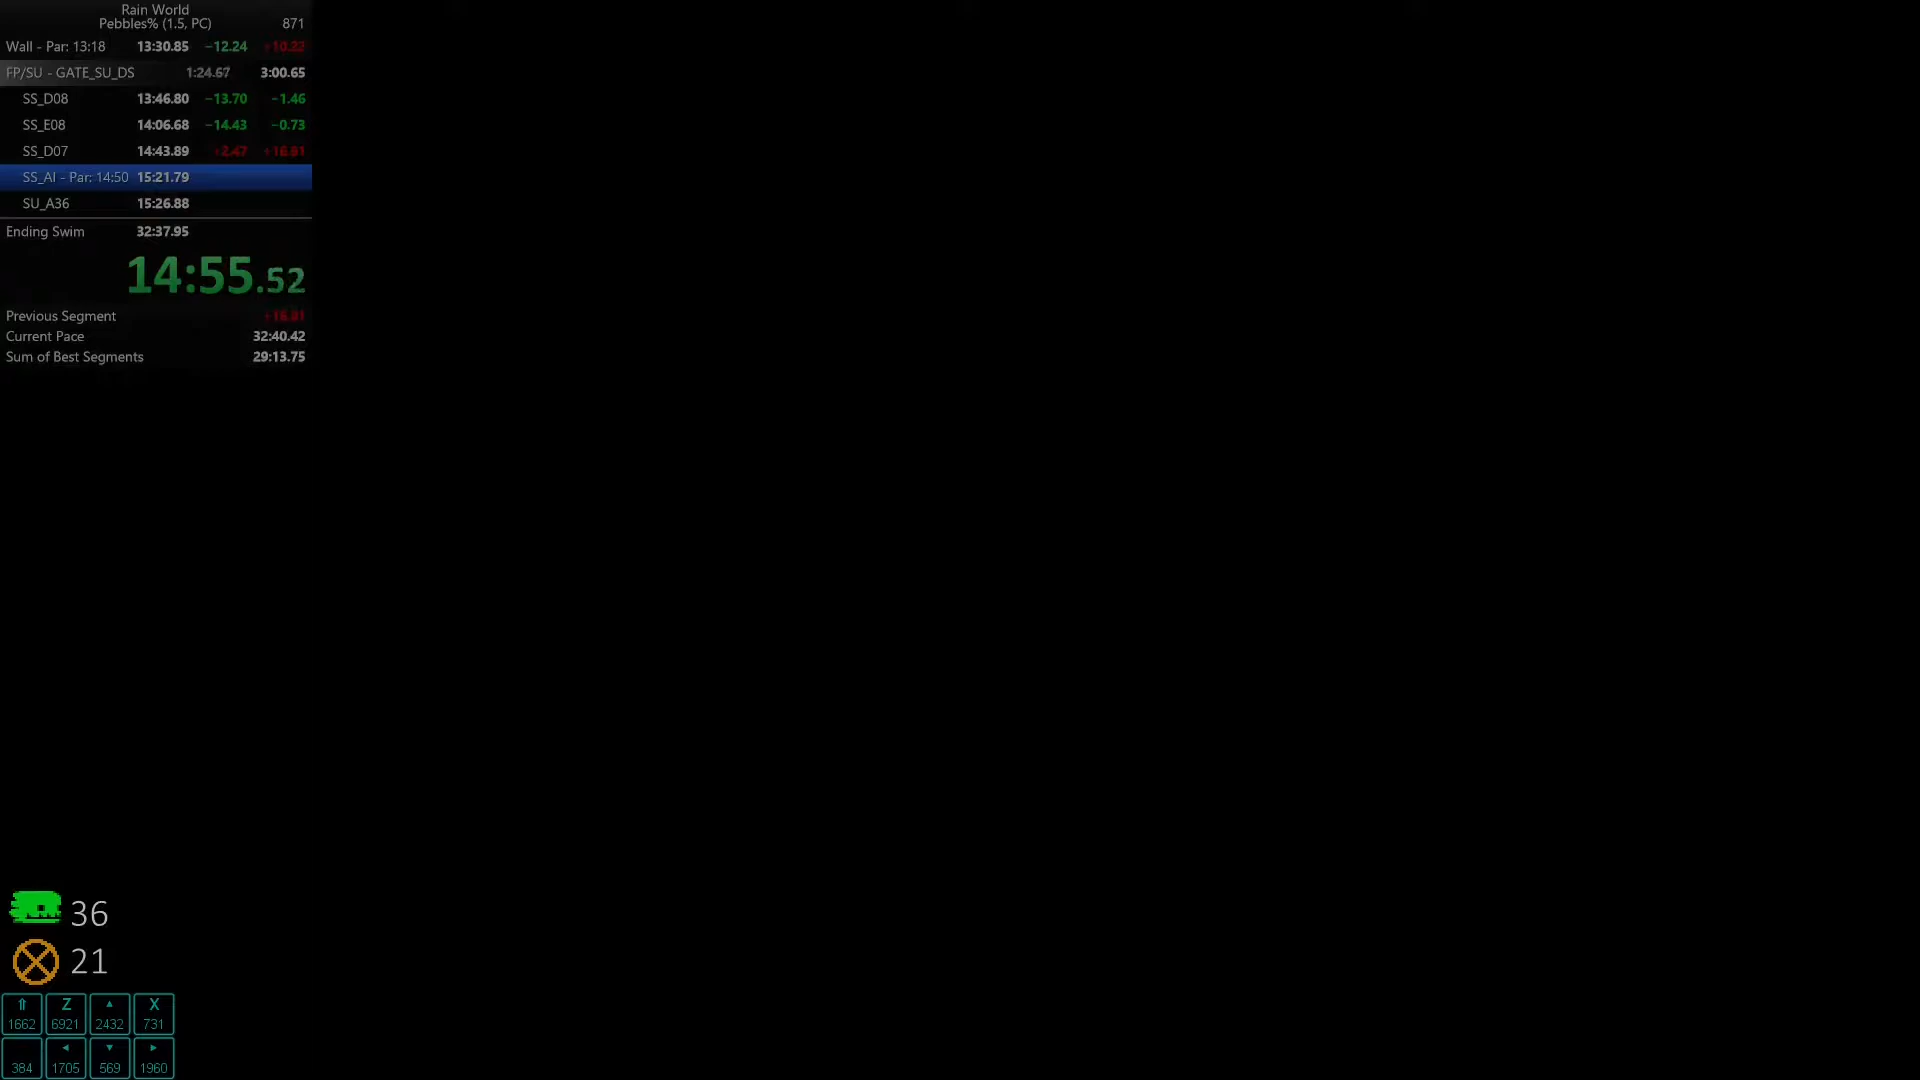 Rain World
Pebbles% (1.5, PC) 871
Wall - Par: 13:18 13:30.85 −12.24 +10.22
FP/SU - GATE_SU_DS 1:24.67 3:00.65
SS_D08 13:46.80 −13.70 −1.46
SS_E08 14:06.68 −14.43 −0.73
SS_D07 14:43.89 +2.47 +16.91
SS_AI - Par: 14:50 15:21.79
SU_A36 15:26.88
Ending Swim 32:37.95
14:55.52
Previous Segment
Current Pace 32:40.42
Sum of Best Segments 29:13.75
36
21
⇑ Z ▲ X
1662 6921 2432 731
◄ ▼ ►
384 1705 569 1960